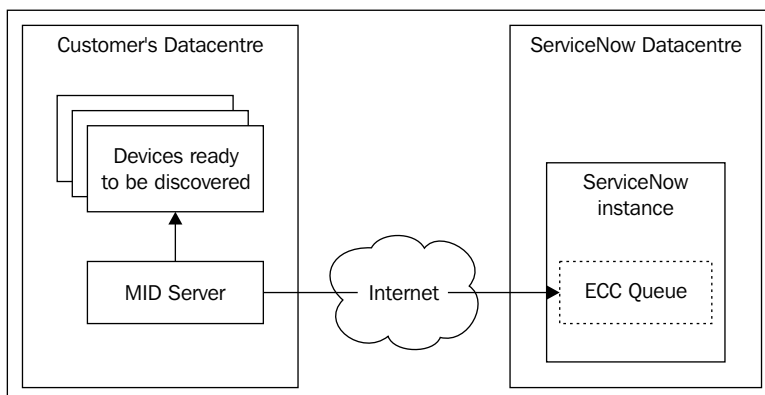 Customer's Datacentre
Devices ready
to be discovered
MID Server
Internet
ServiceNow Datacentre
ServiceNow
instance
ECC Queue